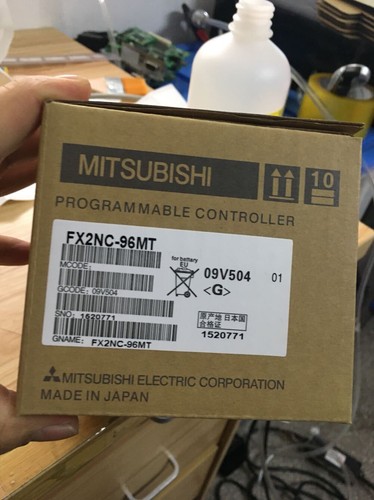 MITSUBISHI
10
PROGRAMMABLE CONTROLLER
FX2NC-96MT
MCODE:
for battery
EU
09V504 01
<G>
GCODE: 09V504
SNO: 1520771
原产地 日本国
合格证
1520771
GNAME: FX2NC-96MT
MITSUBISHI ELECTRIC CORPORATION
MADE IN JAPAN